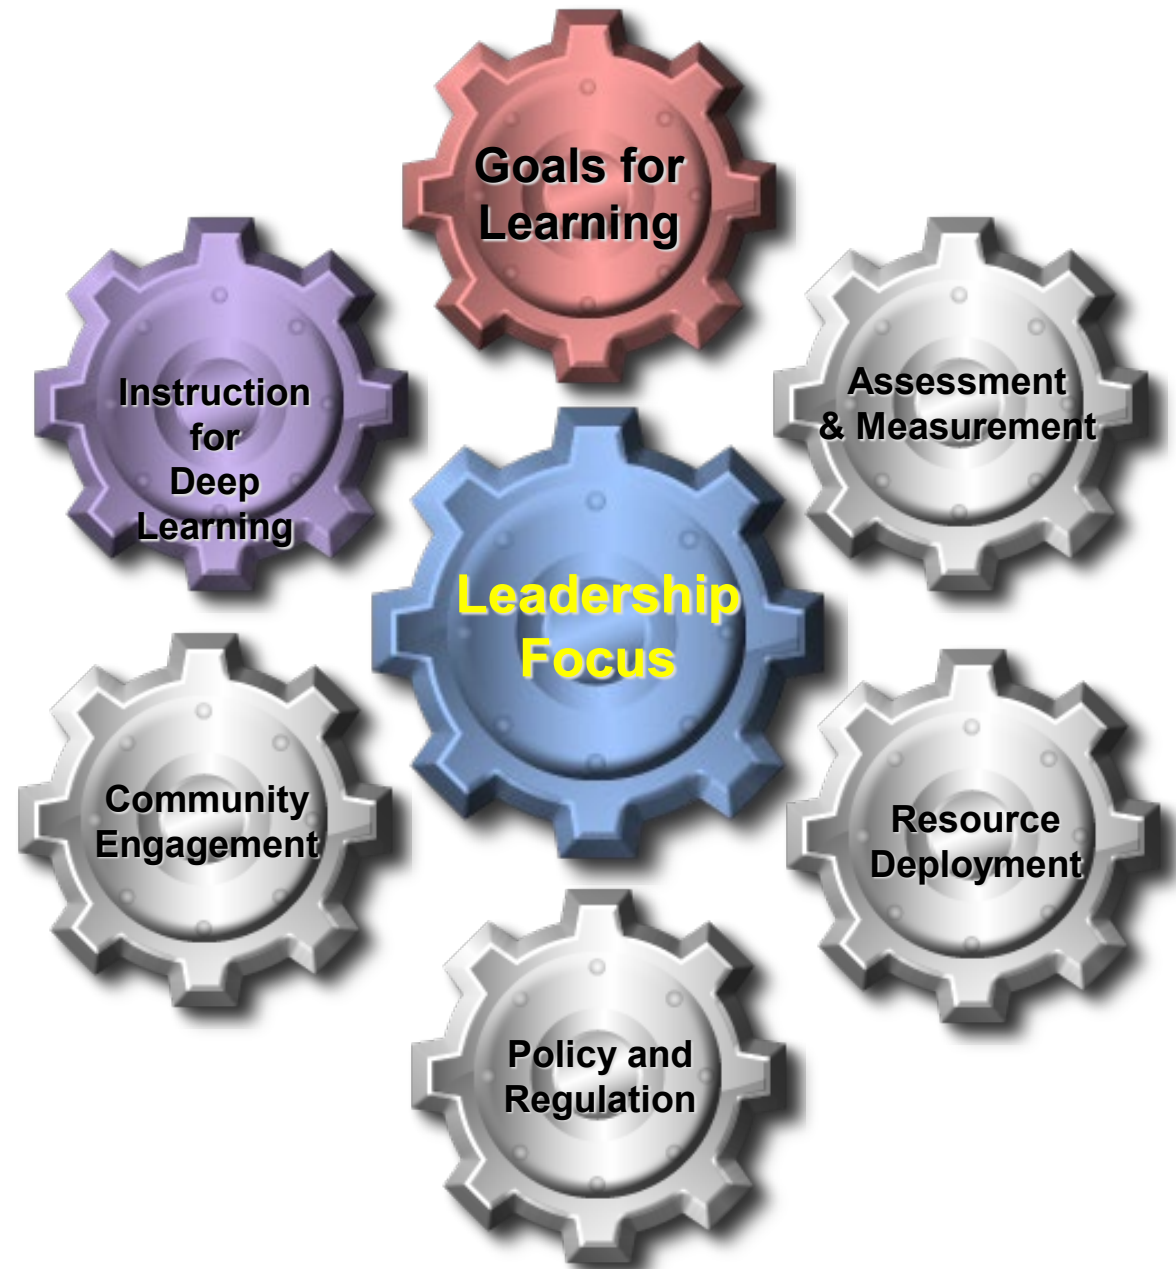 Goals for
Learning
Instruction
for
Deep
Learning
Assessment
& Measurement
Leadership
Focus
Community
Engagement
Resource
Deployment
Policy and
Regulation